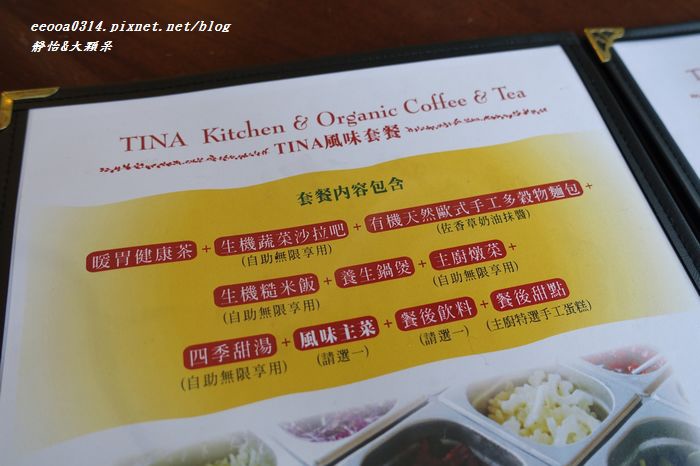 eeooa0314.pixnet.net/blog
靜怡&大顆呆
TINA Kitchen & Organic Coffee & Tea
TINA風味套餐
套餐內容包含
暖胃健康茶 + 生機蔬菜沙拉吧 + 有機天然歐式手工多穀物麵包 +
(自助無限享用) (佐香草奶油抹醬)
生機糙米飯 + 養生鍋煲 + 主廚燉菜 +
(自助無限享用) (自助無限享用)
四季甜湯 + 風味主菜 + 餐後飲料 + 餐後甜點
(自助無限享用) (請選一) (請選一) (主廚特選手工蛋糕)